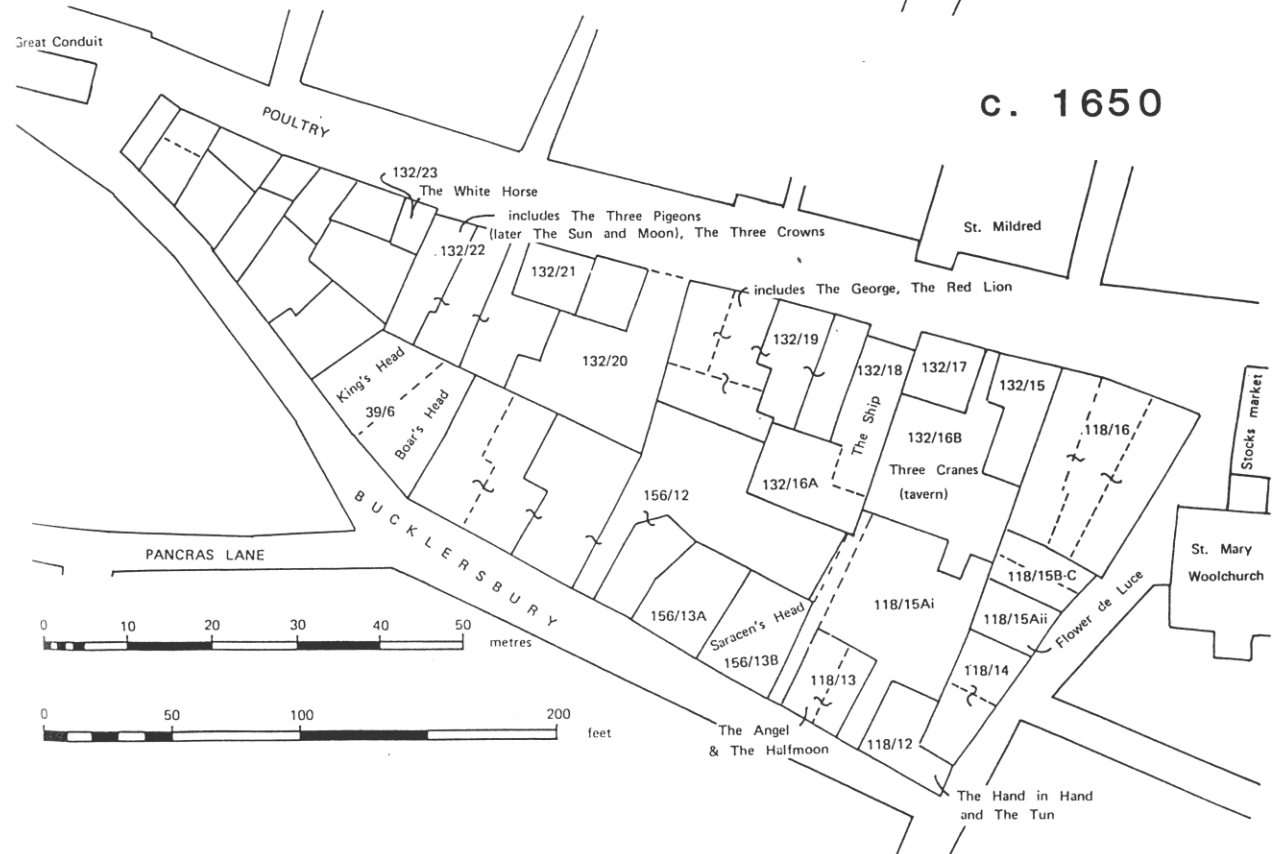 c. 1650
Great Conduit
POULTRY
132/23
The White Horse
includes The Three Pigeons
(later The Sun and Moon), The Three Crowns
132/22
132/21
St. Mildred
includes The George, The Red Lion
132/20
132/19
132/18
132/17
132/15
118/16
Stocks market
King's Head
39/6
Boar's Head
The Ship
132/16B
Three Cranes
(tavern)
132/16A
156/12
St. Mary
Woolchurch
BUCKLERSBURY
PANCRAS LANE
118/15B-C
118/15Ai
118/15Aii
Flower de Luce
156/13A
Saracen's Head
156/13B
118/13
118/14
118/12
The Angel
& The Halfmoon
The Hand in Hand
and The Tun
0 10 20 30 40 50
metres
0 50 100 200
feet